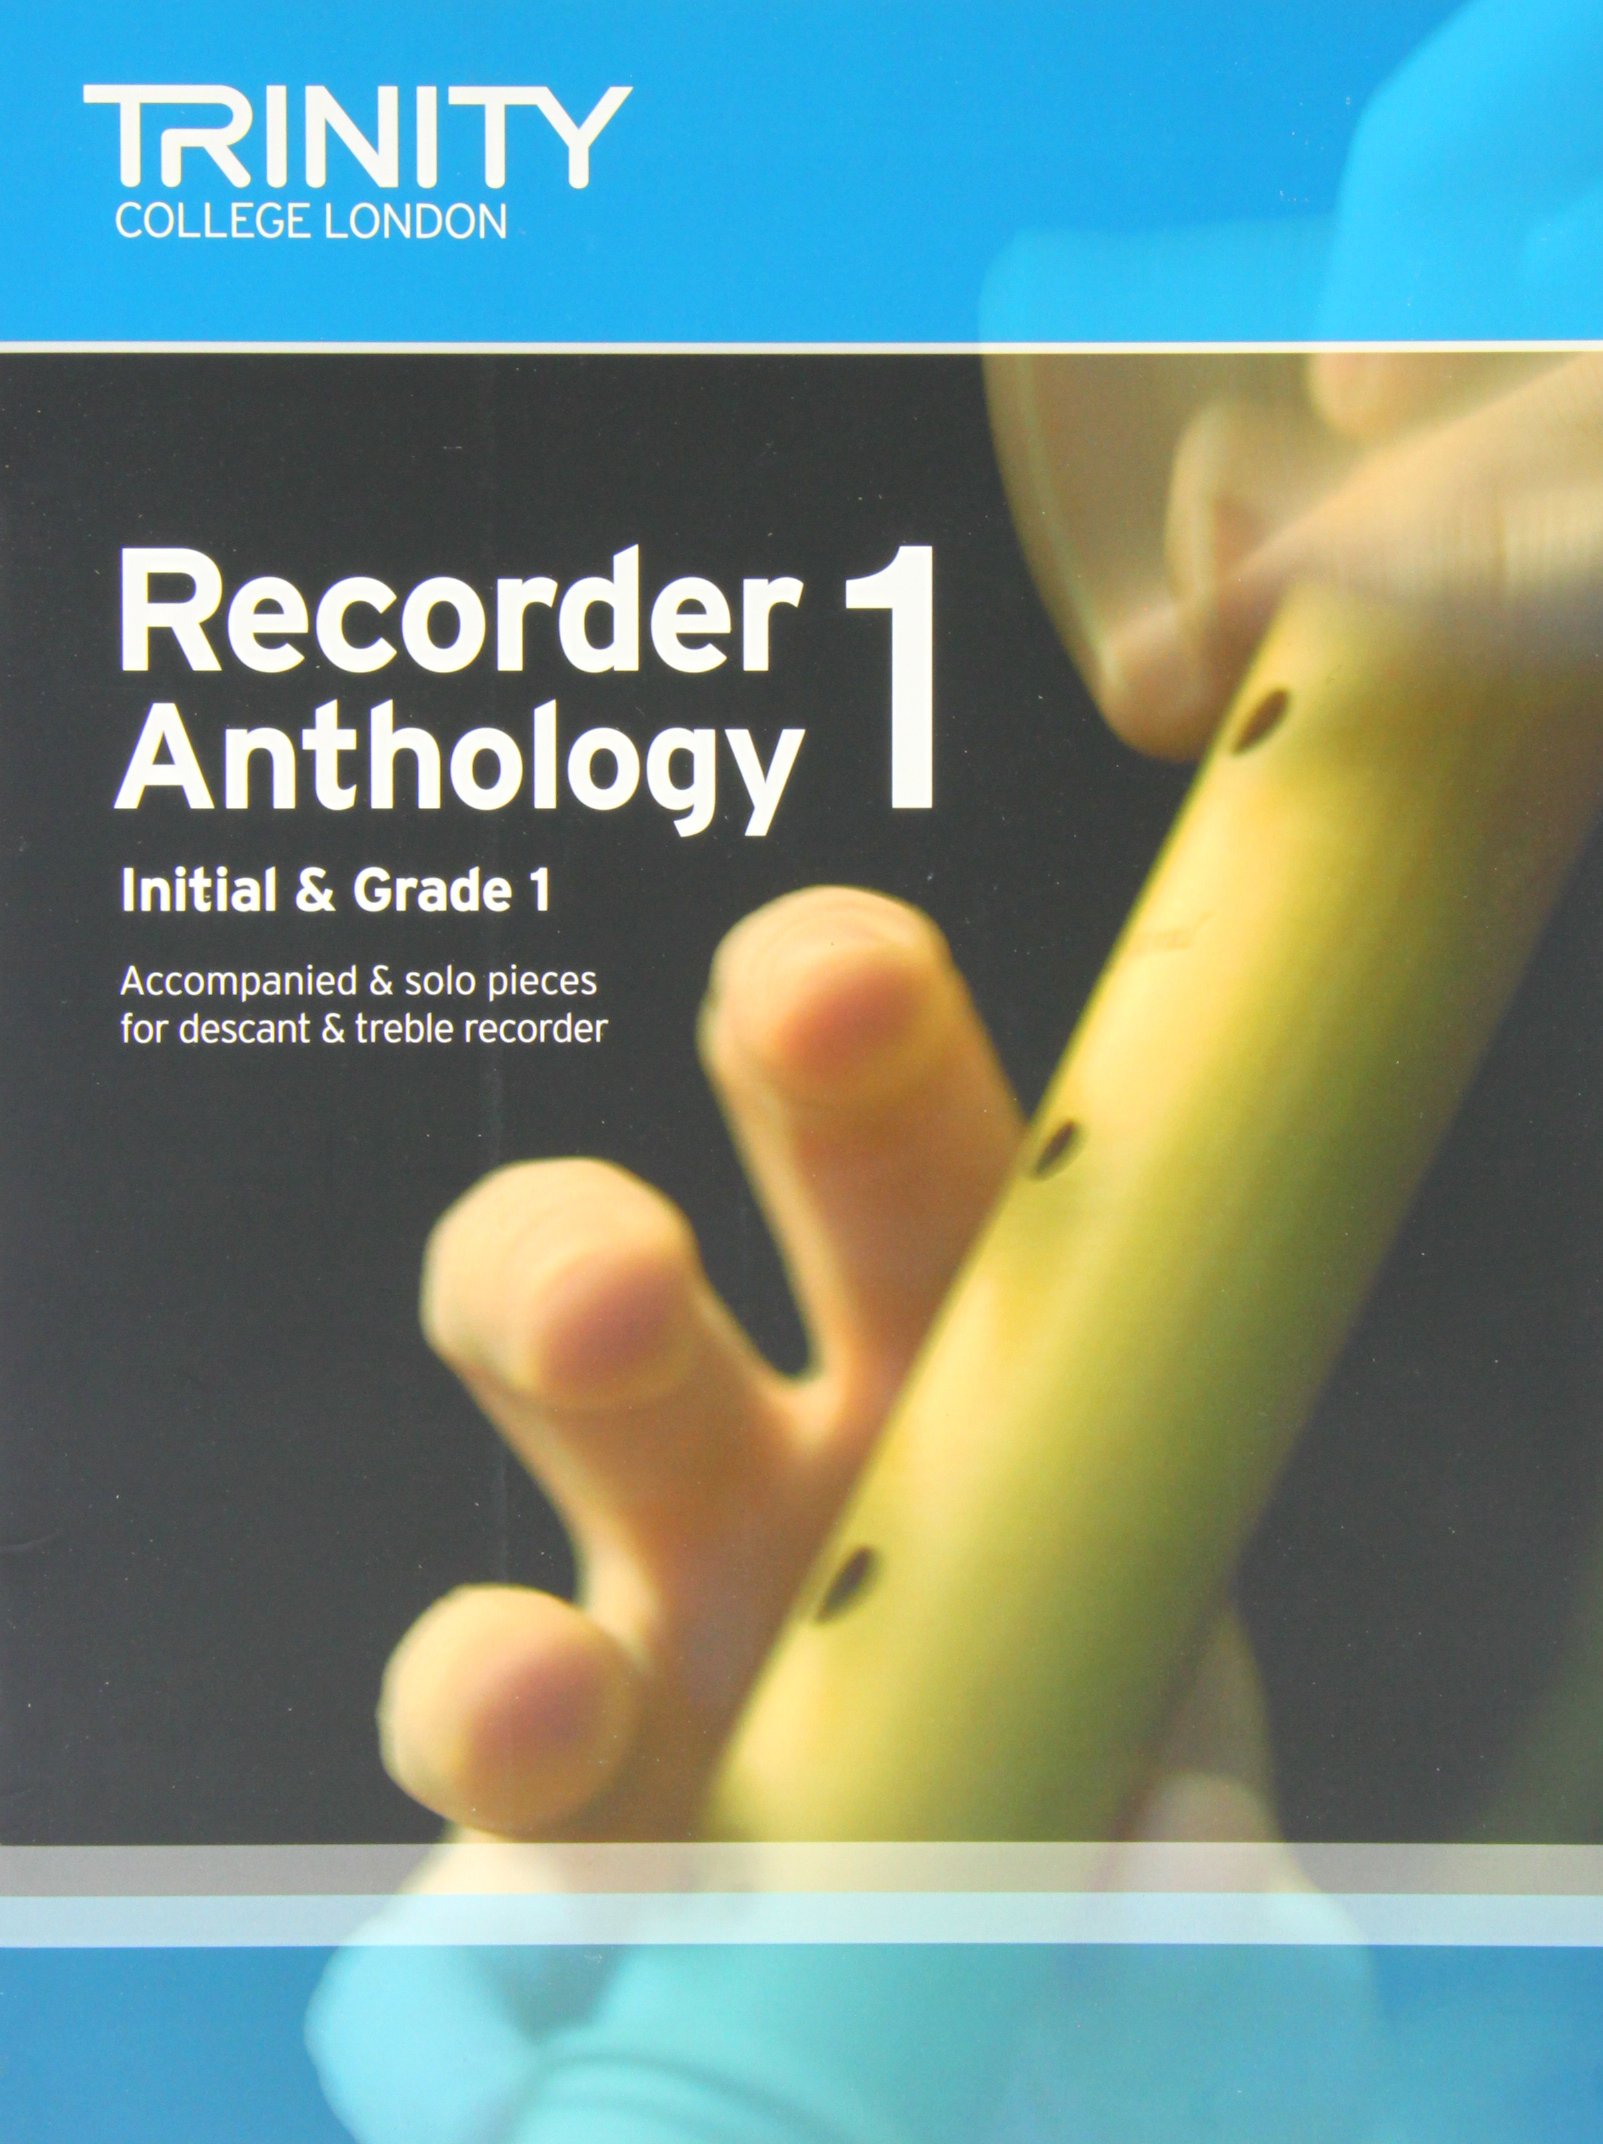 TRINITY
COLLEGE LONDON
Recorder 1
Anthology
Initial & Grade 1
Accompanied & solo pieces
for descant & treble recorder